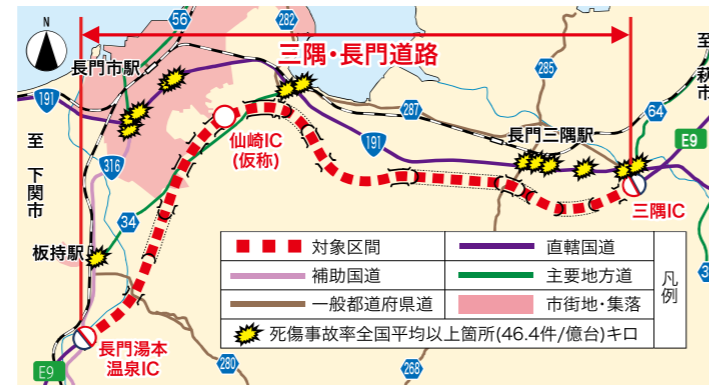 N
56
282
三隅・長門道路
至 萩市
長門市駅
285
191
64
287
長門三隅駅
E9
仙崎IC
(仮称)
191
至 下関市
316
三隅IC
34
板持駅
対象区間
直轄国道
凡例
補助国道
主要地方道
一般都道府県道
市街地・集落
死傷事故率全国平均以上箇所(46.4件/億台)キロ
長門湯本
温泉IC
E9
280
268